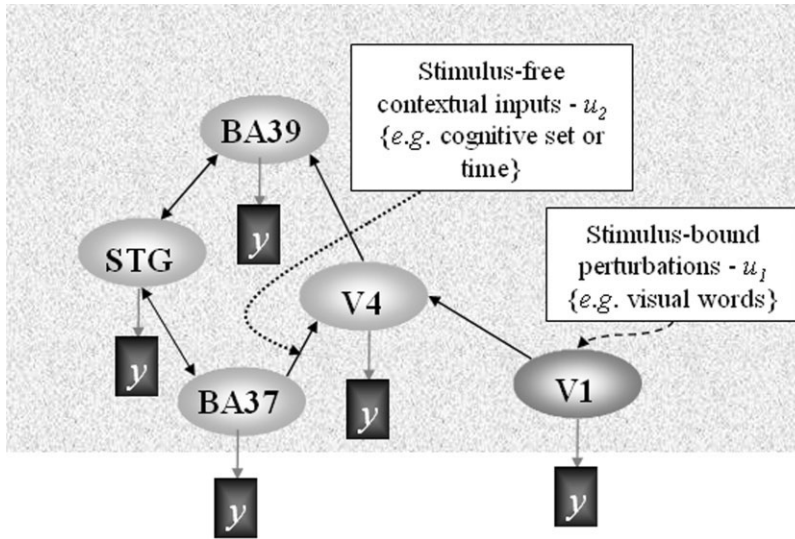 Stimulus-free
contextual inputs - u₂
{e.g. cognitive set or
time}
BA39
y
Stimulus-bound
perturbations - u₁
{e.g. visual words}
STG
V4
y
BA37
y
V1
y
y